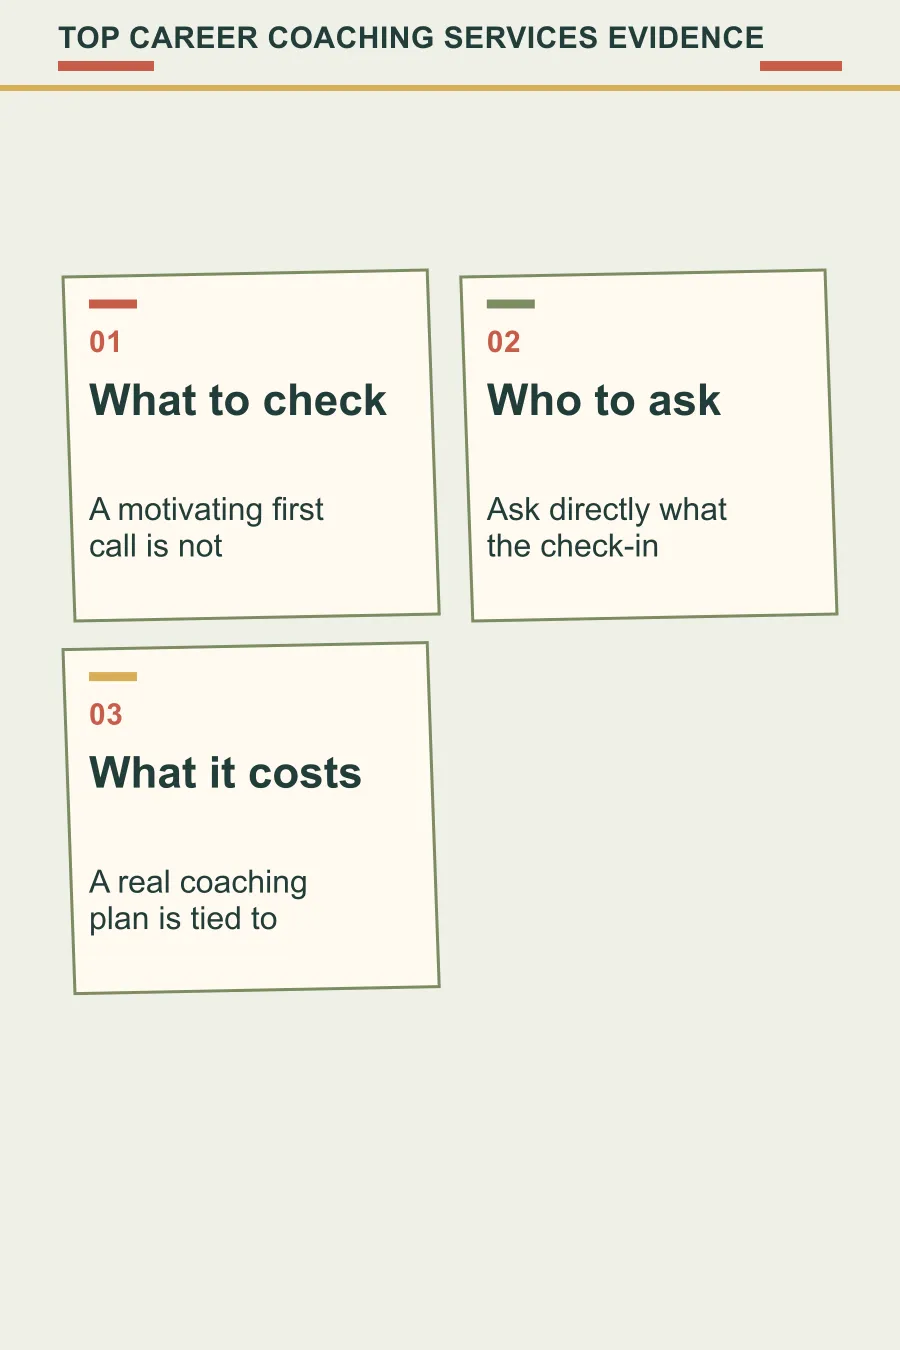 TOP CAREER COACHING SERVICES EVIDENCE
01
What to check
A motivating first
call is not
02
Who to ask
Ask directly what
the check-in
03
What it costs
A real coaching
plan is tied to